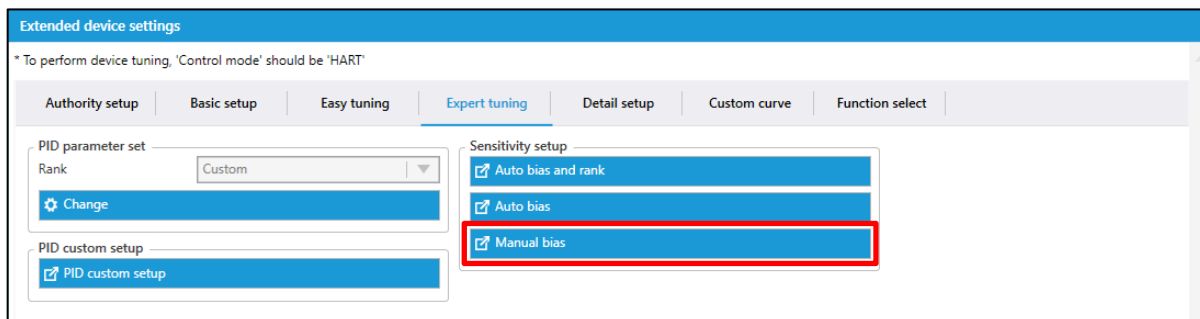 Extended device settings
* To perform device tuning, 'Control mode' should be 'HART'
Authority setup
Basic setup
Easy tuning
Expert tuning
Detail setup
Custom curve
Function select
PID parameter set
Rank
Custom
Change
PID custom setup
PID custom setup
Sensitivity setup
Auto bias and rank
Auto bias
Manual bias